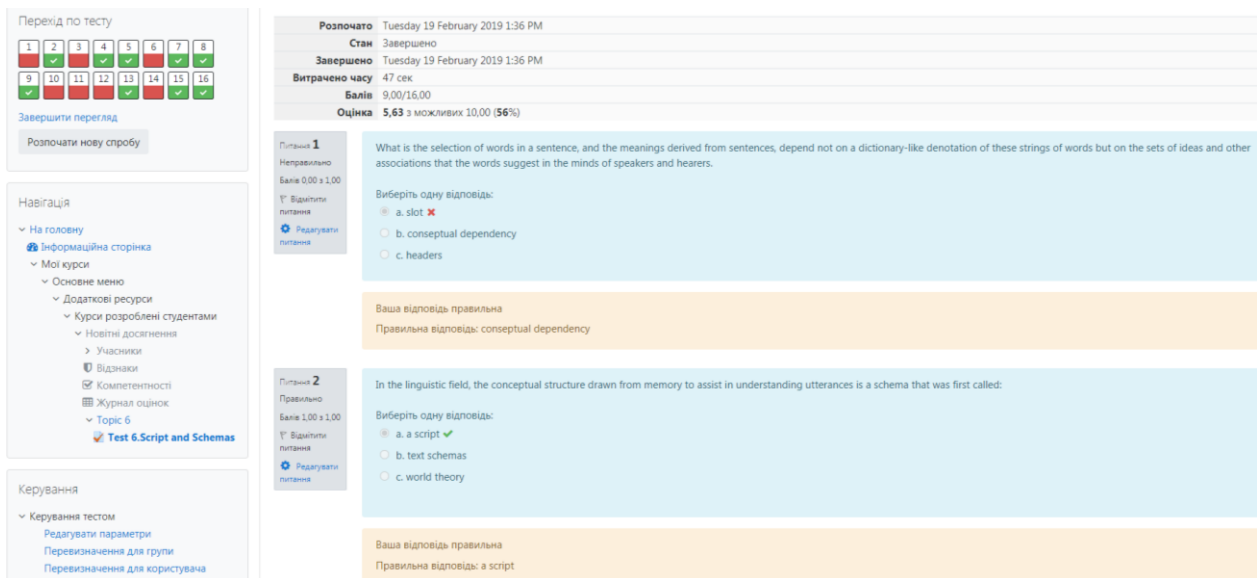 Перехід по тесту
1 2 3 4 5 6 7 8
9 10 11 12 13 14 15 16
Завершити перегляд
Розпочати нову спробу
Навігація
На головну
Інформаційна сторінка
Мої курси
Основне меню
Додаткові ресурси
Курси розроблені студентами
Новітні досягнення
Учасники
Відзнаки
Компетентності
Журнал оцінок
Topic 6
Test 6.Script and Schemas
Керування
Керування тестом
Редагувати параметри
Перевизначення для групи
Перевизначення для користувача
Розпочато Tuesday 19 February 2019 1:36 PM
Стан Завершено
Завершено Tuesday 19 February 2019 1:36 PM
Витрачено часу 47 сек
Балів 9,00/16,00
Оцінка 5,63 з можливих 10,00 (56%)
Питання 1
Неправильно
Балів 0,00 з 1,00
Відмітити
питання
Редагувати
питання
What is the selection of words in a sentence, and the meanings derived from sentences, depend not on a dictionary-like denotation of these strings of words but on the sets of ideas and other
associations that the words suggest in the minds of speakers and hearers.
Виберіть одну відповідь:
a. slot
b. conseptual dependency
c. headers
Ваша відповідь правильна
Правильна відповідь: conseptual dependency
Питання 2
Правильно
Балів 1,00 з 1,00
Відмітити
питання
Редагувати
питання
In the linguistic field, the conceptual structure drawn from memory to assist in understanding utterances is a schema that was first called:
Виберіть одну відповідь:
a. a script
b. text schemas
c. world theory
Ваша відповідь правильна
Правильна відповідь: a script